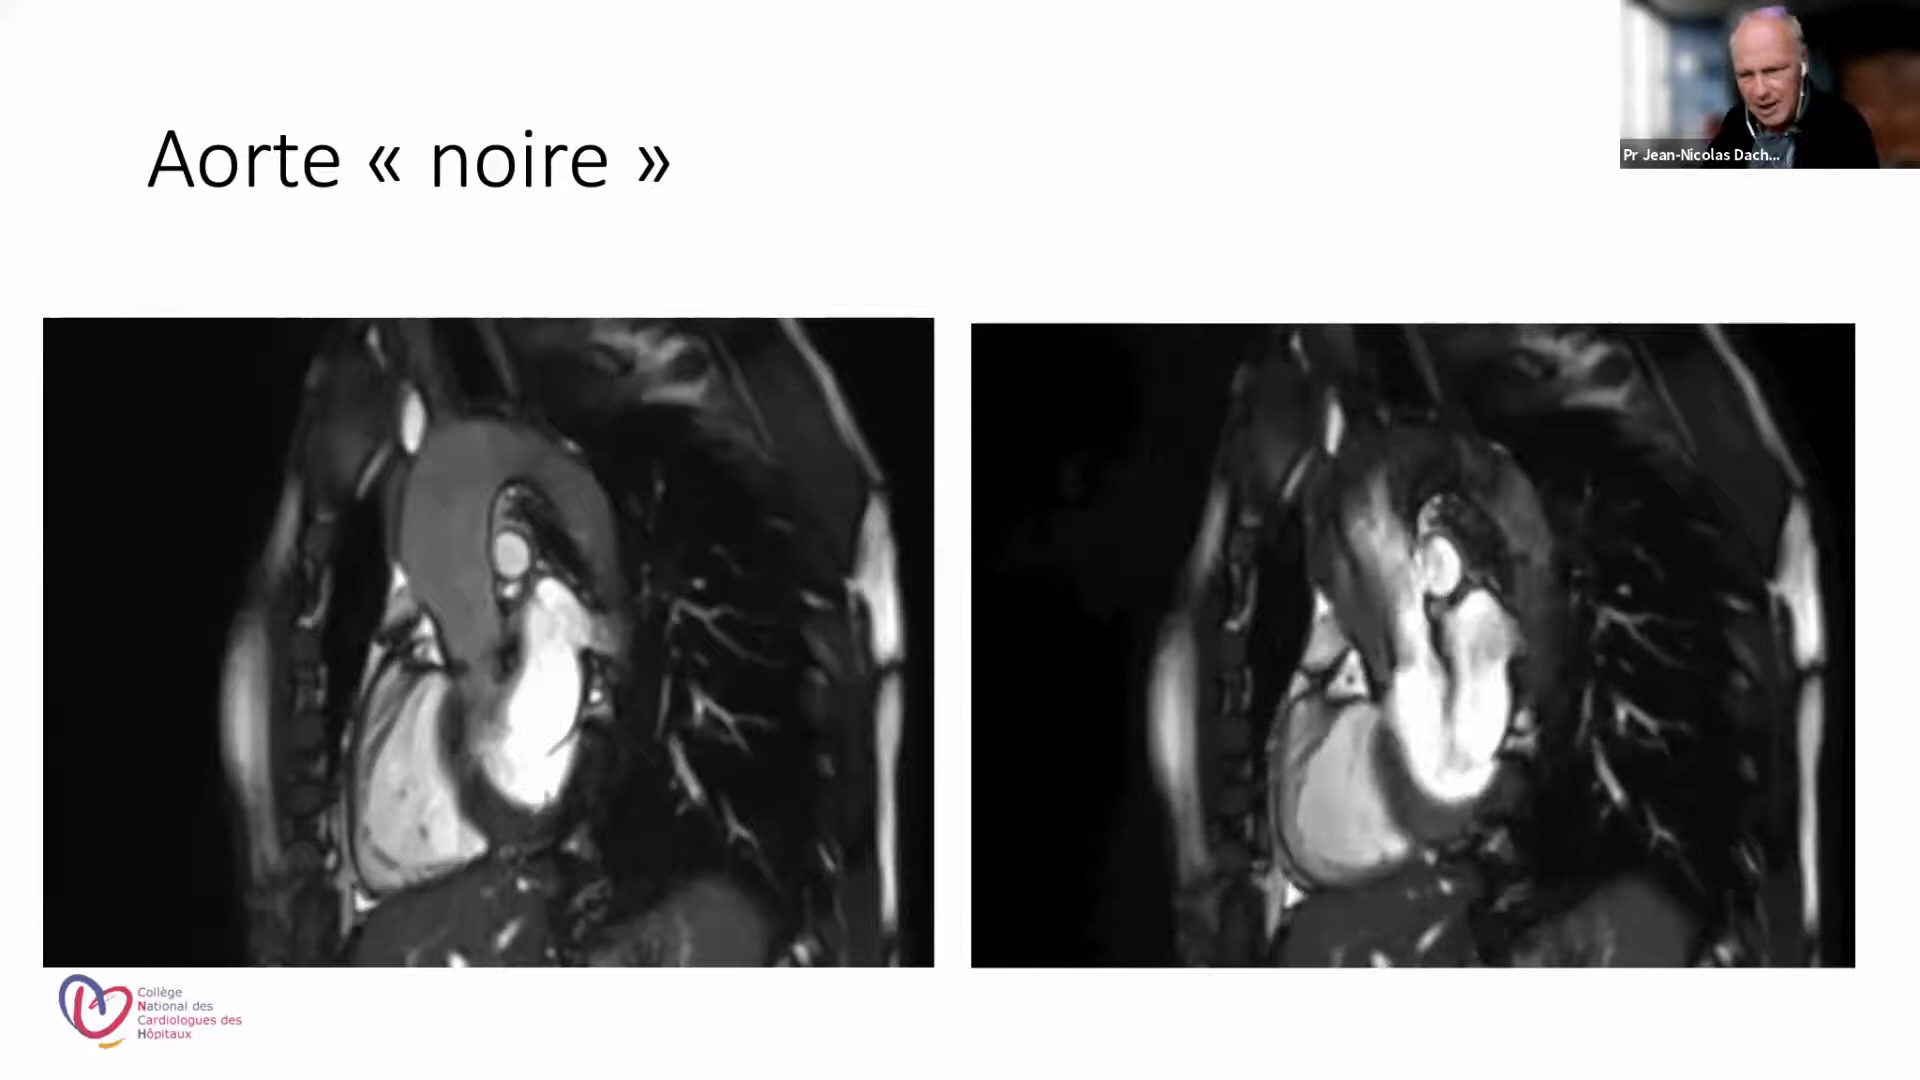 Aorte « noire »
Pr Jean-Nicolas Dach...
Collège
National des
Cardiologues des
Hôpitaux